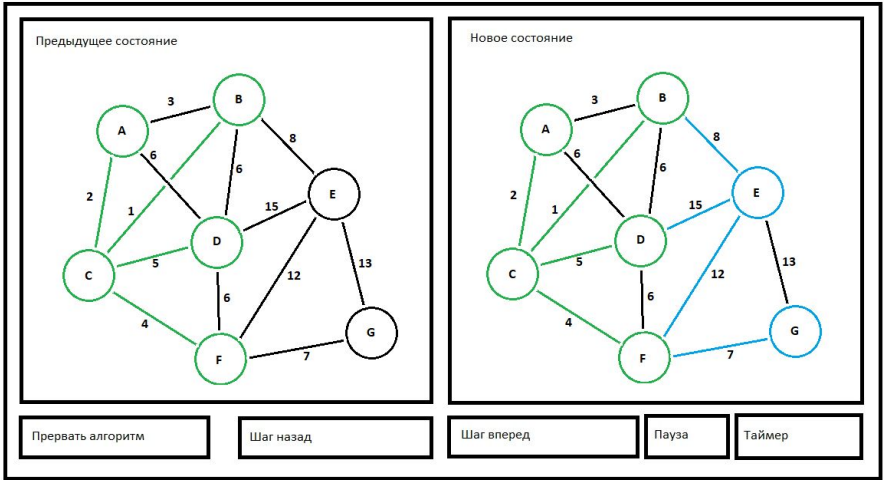 Предыдущее состояние
Новое состояние
3
B
A
6
8
6
2
1
15
E
D
C
5
12
13
6
4
G
F
7
3
B
A
6
8
6
2
1
15
E
D
C
5
12
13
6
4
G
F
7
Прервать алгоритм
Шаг назад
Шаг вперед
Пауза
Таймер